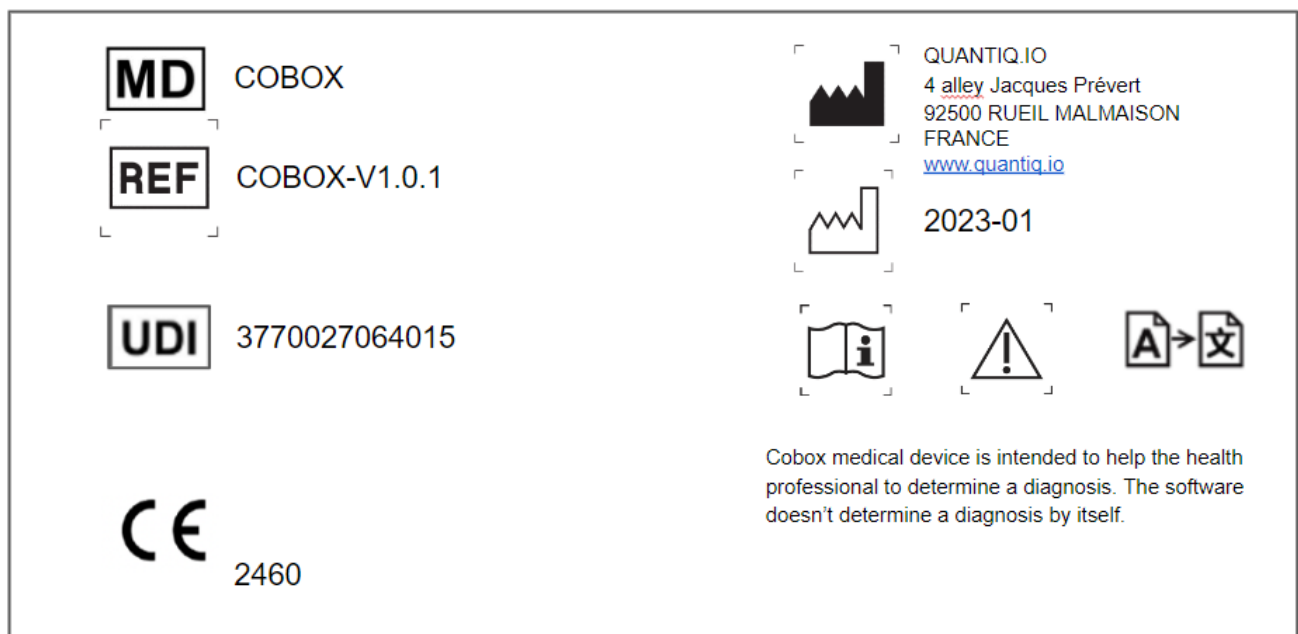 MD COBOX
REF COBOX-V1.0.1
UDI 3770027064015
CE
2460
QUANTIQ.IO
4 alley Jacques Prévert
92500 RUEIL MALMAISON
FRANCE
www.quantiq.io
2023-01
i
!
A 文
Cobox medical device is intended to help the health
professional to determine a diagnosis. The software
doesn't determine a diagnosis by itself.